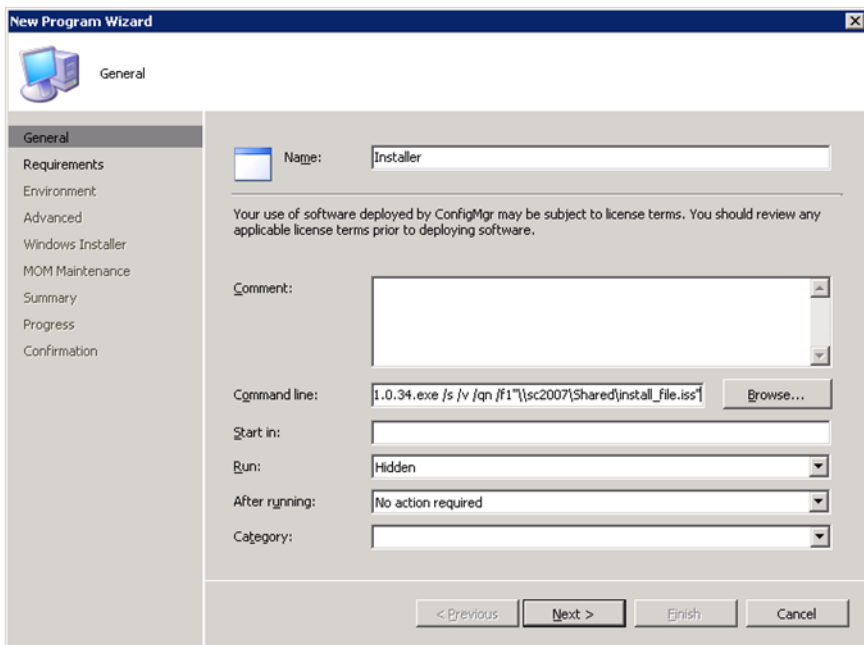 New Program Wizard
General
General
Requirements
Environment
Advanced
Windows Installer
MOM Maintenance
Summary
Progress
Confirmation
Name: Installer
Your use of software deployed by ConfigMgr may be subject to license terms. You should review any
applicable license terms prior to deploying software.
Comment:
Command line: 1.0.34.exe /s /v /qn /f1"\\sc2007\Shared\install_file.iss" Browse...
Start in:
Run: Hidden
After running: No action required
Category:
< Previous Next > Finish Cancel